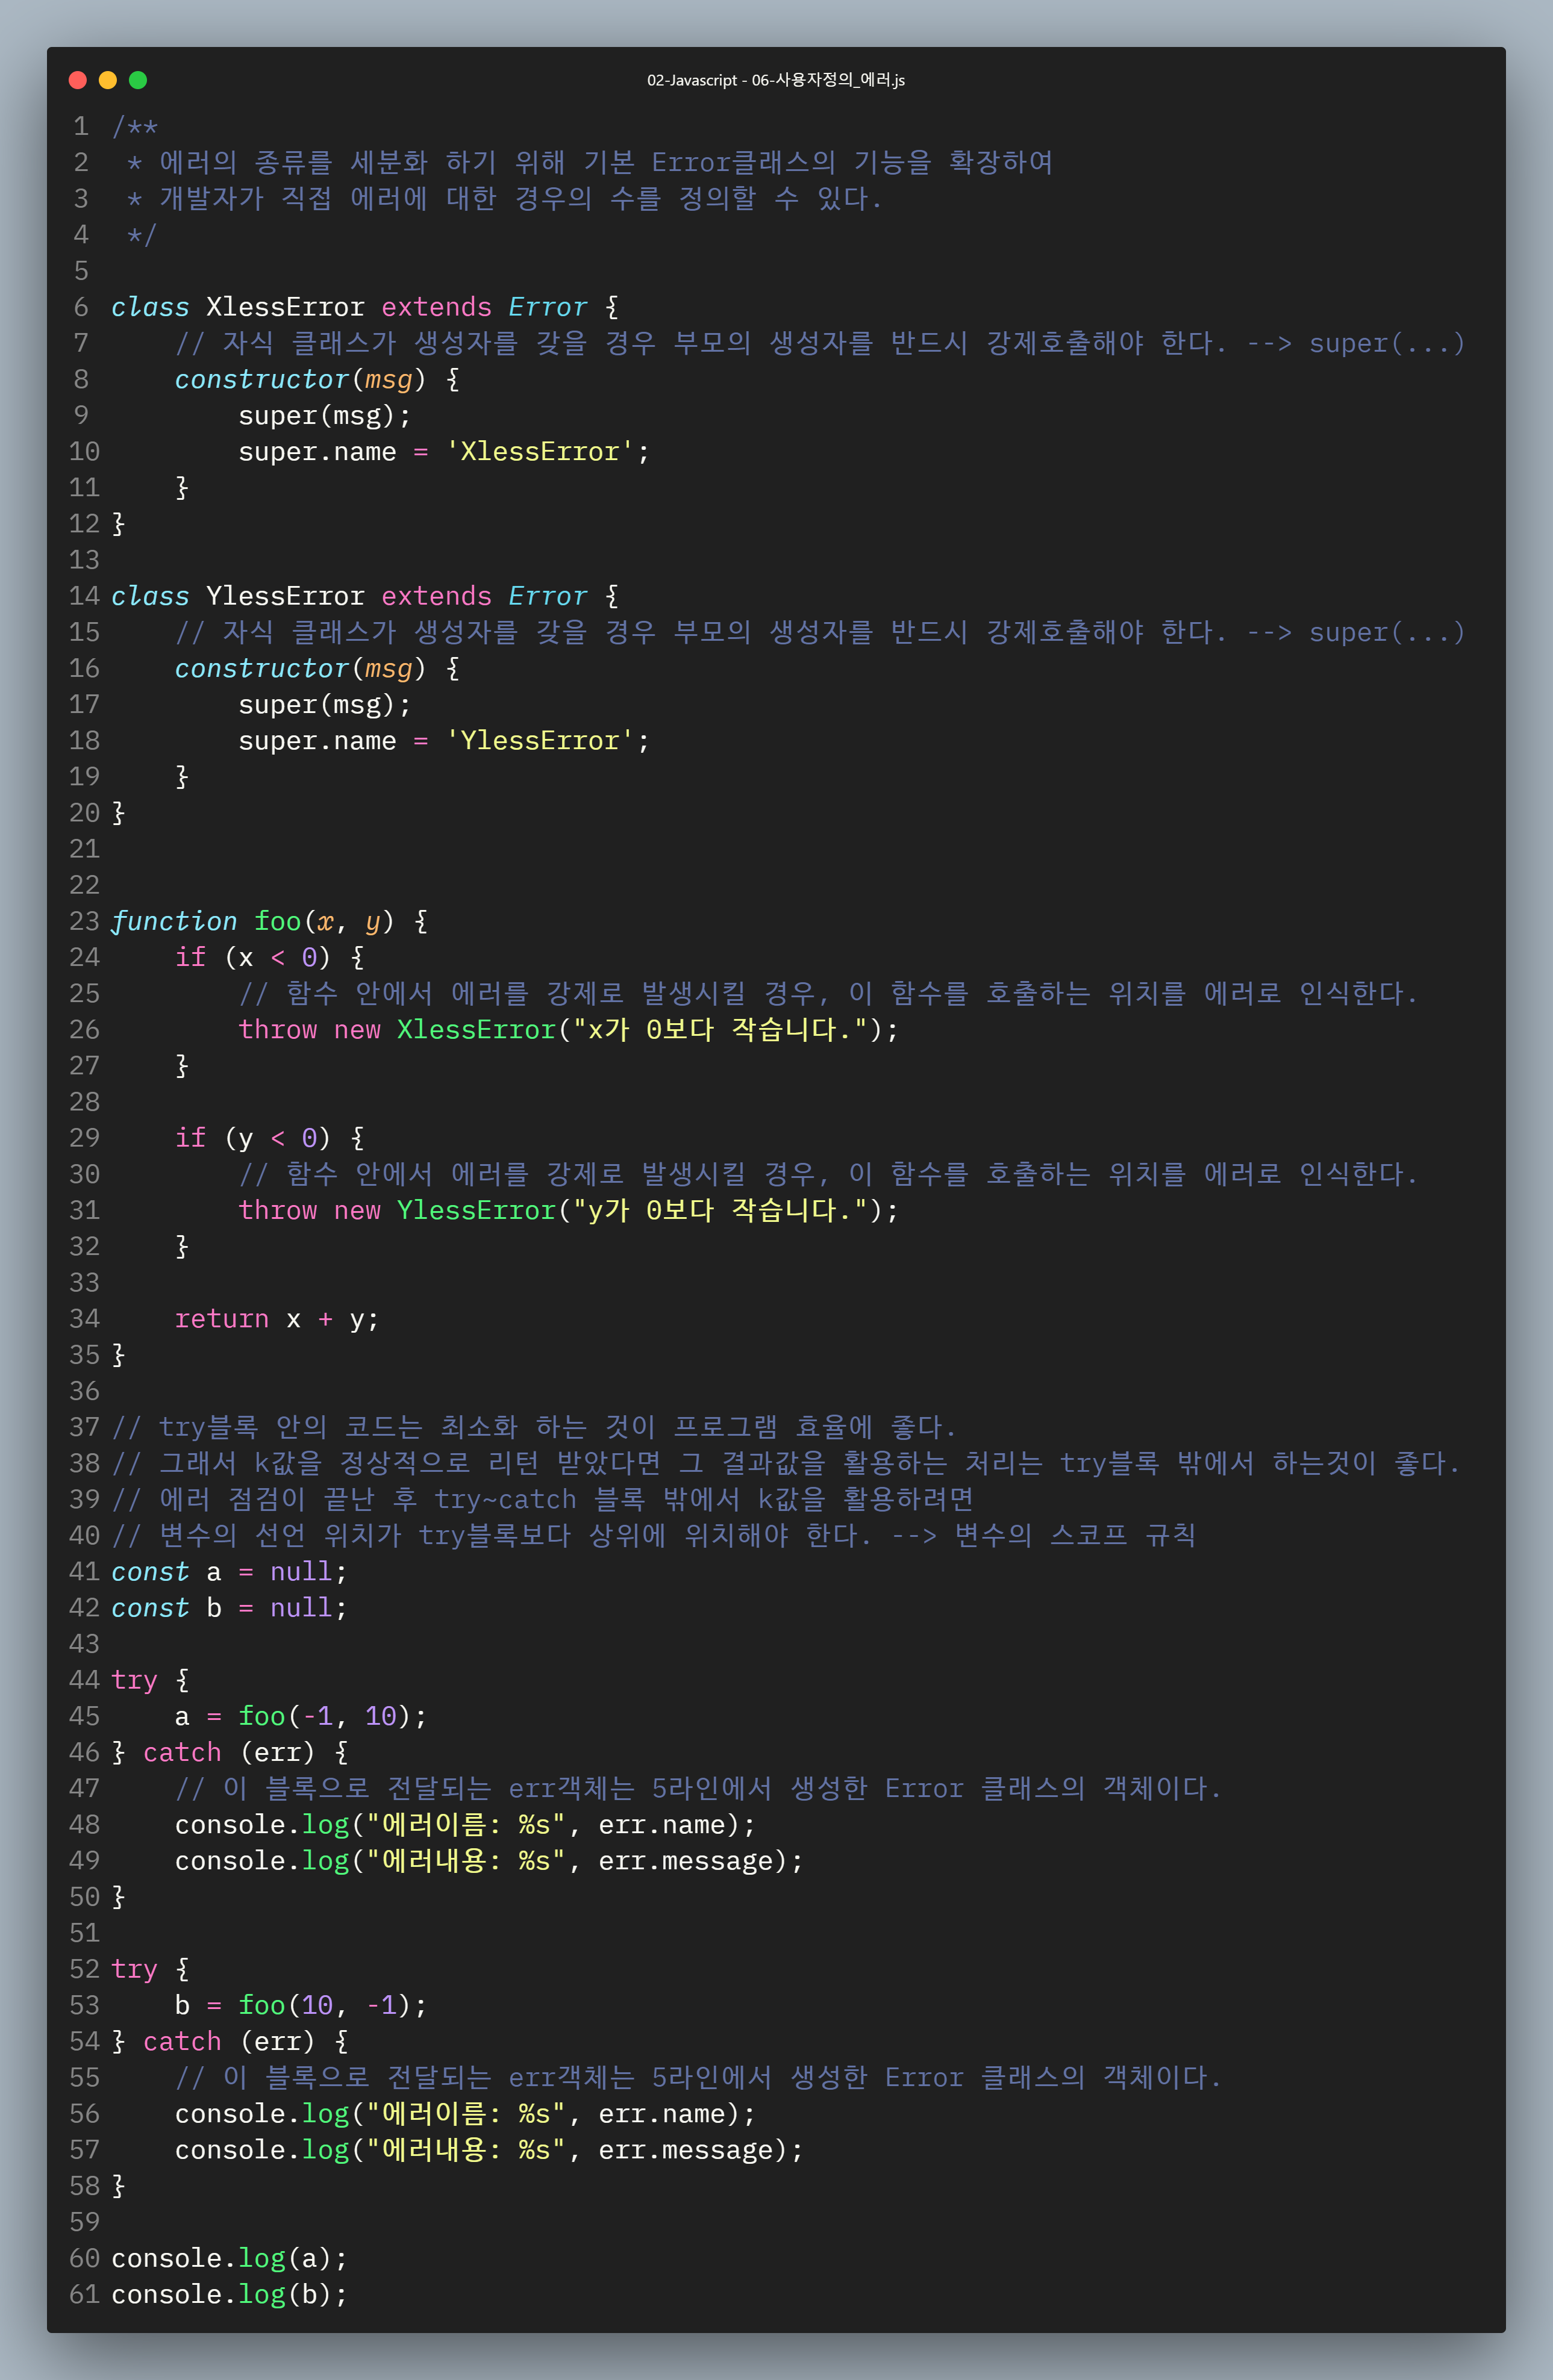 02-Javascript - 06-사용자정의_에러.js
1 /**
2  * 에러의 종류를 세분화 하기 위해 기본 Error클래스의 기능을 확장하여
3  * 개발자가 직접 에러에 대한 경우의 수를 정의할 수 있다.
4  */
5
6 class XlessError extends Error {
7     // 자식 클래스가 생성자를 갖을 경우 부모의 생성자를 반드시 강제호출해야 한다. --> super(...)
8     constructor(msg) {
9         super(msg);
10         super.name = 'XlessError';
11     }
12 }
13
14 class YlessError extends Error {
15     // 자식 클래스가 생성자를 갖을 경우 부모의 생성자를 반드시 강제호출해야 한다. --> super(...)
16     constructor(msg) {
17         super(msg);
18         super.name = 'YlessError';
19     }
20 }
21
22
23 function foo(x, y) {
24     if (x < 0) {
25         // 함수 안에서 에러를 강제로 발생시킬 경우, 이 함수를 호출하는 위치를 에러로 인식한다.
26         throw new XlessError("x가 0보다 작습니다.");
27     }
28
29     if (y < 0) {
30         // 함수 안에서 에러를 강제로 발생시킬 경우, 이 함수를 호출하는 위치를 에러로 인식한다.
31         throw new YlessError("y가 0보다 작습니다.");
32     }
33
34     return x + y;
35 }
36
37 // try블록 안의 코드는 최소화 하는 것이 프로그램 효율에 좋다.
38 // 그래서 k값을 정상적으로 리턴 받았다면 그 결과값을 활용하는 처리는 try블록 밖에서 하는것이 좋다.
39 // 에러 점검이 끝난 후 try~catch 블록 밖에서 k값을 활용하려면
40 // 변수의 선언 위치가 try블록보다 상위에 위치해야 한다. --> 변수의 스코프 규칙
41 const a = null;
42 const b = null;
43
44 try {
45     a = foo(-1, 10);
46 } catch (err) {
47     // 이 블록으로 전달되는 err객체는 5라인에서 생성한 Error 클래스의 객체이다.
48     console.log("에러이름: %s", err.name);
49     console.log("에러내용: %s", err.message);
50 }
51
52 try {
53     b = foo(10, -1);
54 } catch (err) {
55     // 이 블록으로 전달되는 err객체는 5라인에서 생성한 Error 클래스의 객체이다.
56     console.log("에러이름: %s", err.name);
57     console.log("에러내용: %s", err.message);
58 }
59
60 console.log(a);
61 console.log(b);